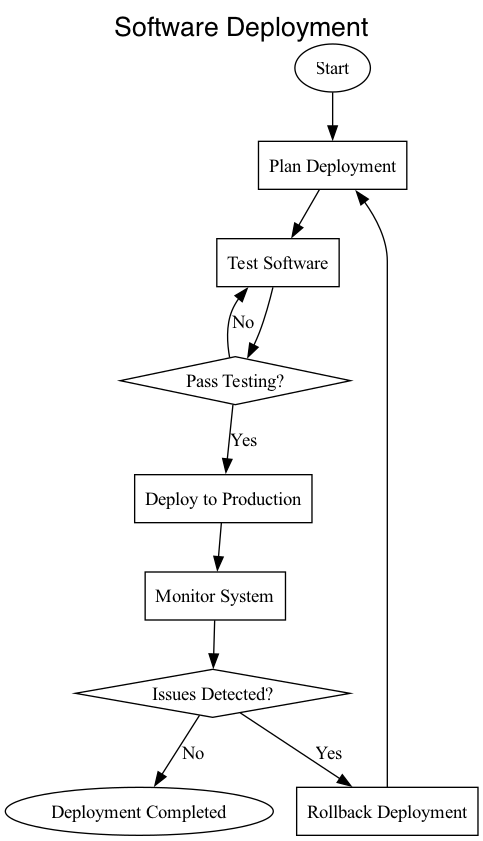 Software Deployment
Start
Plan Deployment
Test Software
No
Pass Testing?
Yes
Deploy to Production
Monitor System
Issues Detected?
No
Yes
Deployment Completed
Rollback Deployment